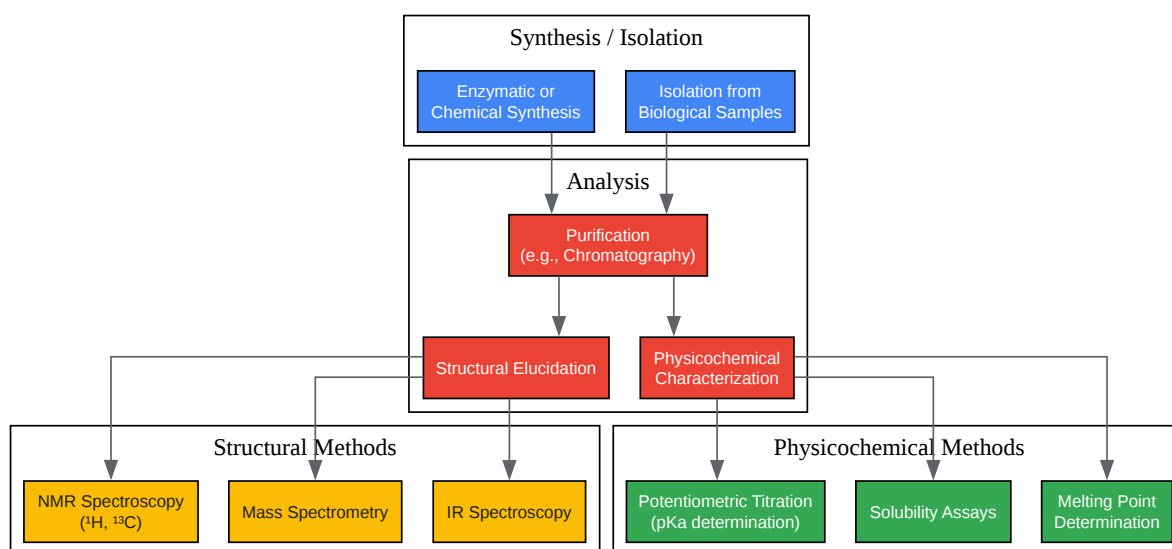 Synthesis / Isolation
Enzymatic or
Chemical Synthesis
Isolation from
Biological Samples
Analysis
Purification
(e.g., Chromatography)
Structural Elucidation
Physicochemical
Characterization
Structural Methods
NMR Spectroscopy
(¹H, ¹³C)
Mass Spectrometry
IR Spectroscopy
Physicochemical Methods
Potentiometric Titration
(pKa determination)
Solubility Assays
Melting Point
Determination